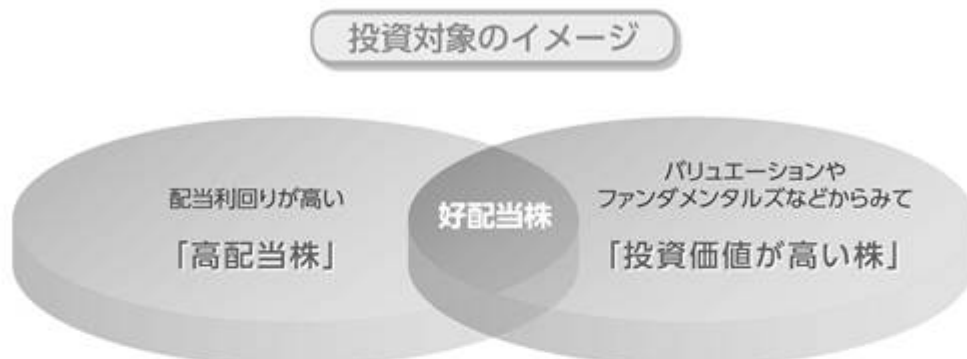 投資対象のイメージ
配当利回りが高い
「高配当株」
好配当株
バリュエーションや
ファンダメンタルズなどからみて
「投資価値が高い株」